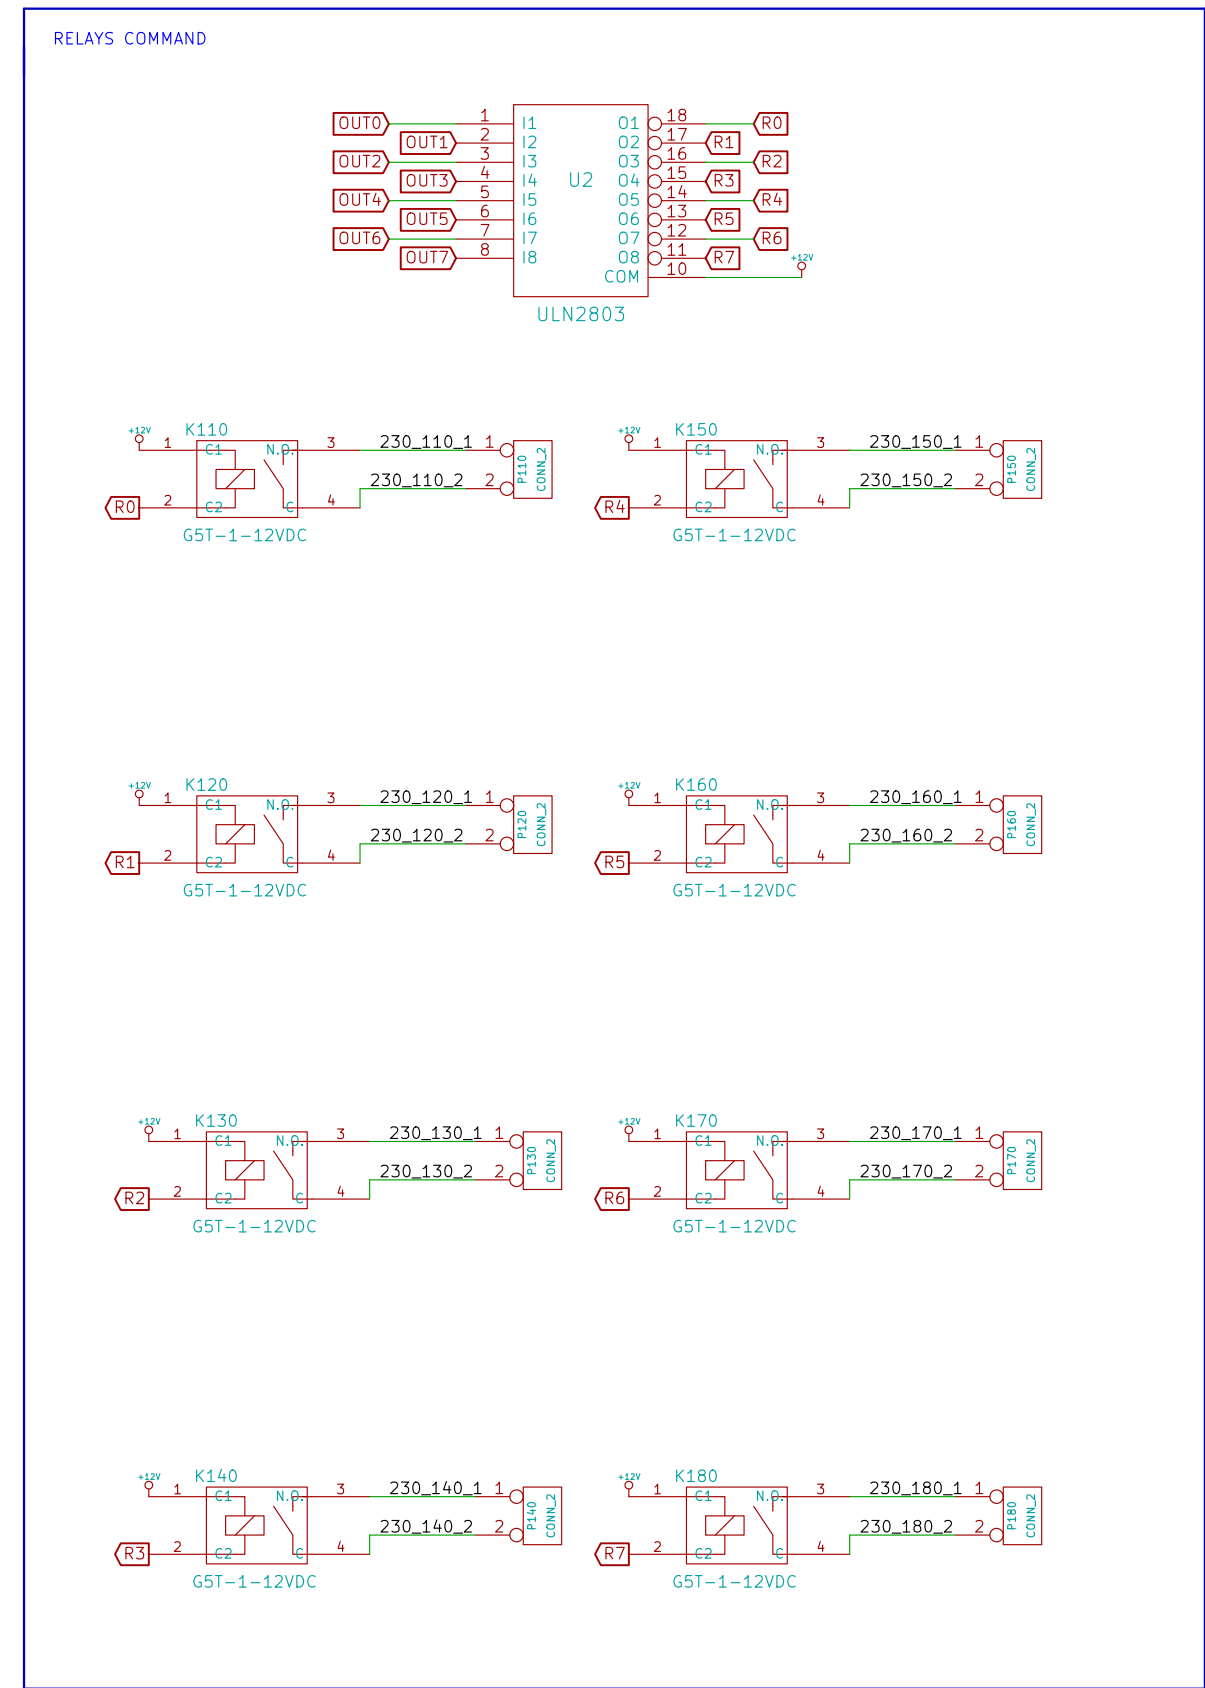 RELAYS COMMAND
OUT0 1 I1 O1 18 R0
OUT1 2 I2 O2 17 R1
OUT2 3 I3 O3 16 R2
OUT3 4 I4 U2 O4 15 R3
OUT4 5 I5 O5 14 R4
OUT5 6 I6 O6 13 R5
OUT6 7 I7 O7 12 R6
OUT7 8 I8 O8 11 R7
COM 10 +12V
ULN2803
+12V K110
1 C1 N.O. 3 230_110_1 1
R0 2 C2 C 4 230_110_2 2
P110
CONN_2
G5T-1-12VDC
+12V K150
1 C1 N.O. 3 230_150_1 1
R4 2 C2 C 4 230_150_2 2
P150
CONN_2
G5T-1-12VDC
+12V K120
1 C1 N.O. 3 230_120_1 1
R1 2 C2 C 4 230_120_2 2
P120
CONN_2
G5T-1-12VDC
+12V K160
1 C1 N.O. 3 230_160_1 1
R5 2 C2 C 4 230_160_2 2
P160
CONN_2
G5T-1-12VDC
+12V K130
1 C1 N.O. 3 230_130_1 1
R2 2 C2 C 4 230_130_2 2
P130
CONN_2
G5T-1-12VDC
+12V K170
1 C1 N.O. 3 230_170_1 1
R6 2 C2 C 4 230_170_2 2
P170
CONN_2
G5T-1-12VDC
+12V K140
1 C1 N.O. 3 230_140_1 1
R3 2 C2 C 4 230_140_2 2
P140
CONN_2
G5T-1-12VDC
+12V K180
1 C1 N.O. 3 230_180_1 1
R7 2 C2 C 4 230_180_2 2
P180
CONN_2
G5T-1-12VDC